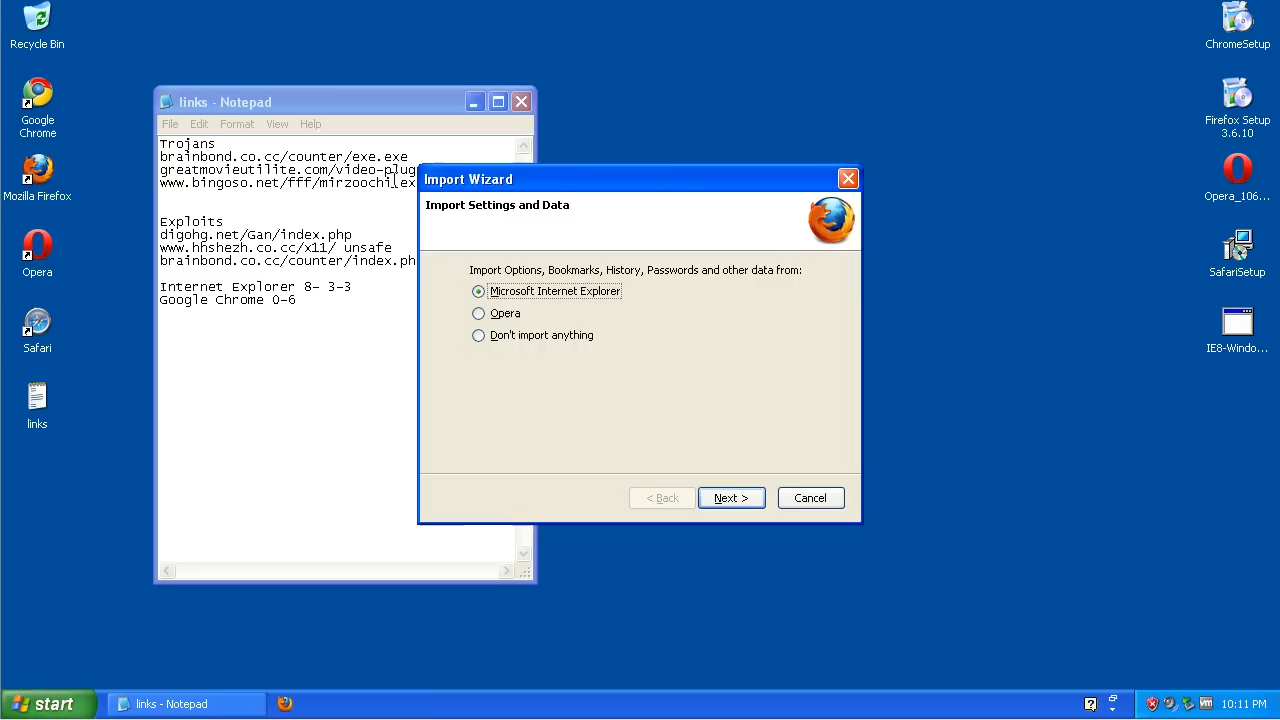 Recycle Bin
Google
Chrome
Mozilla Firefox
Opera
Safari
links
links - Notepad
File Edit Format View Help
Trojans
brainbond.co.cc/counter/exe.exe
greatmovieutilite.com/video-plug
www.bingoso.net/fff/mirzoochi.ex
Exploits
digohg.net/Gan/index.php
www.hhshezh.co.cc/x11/ unsafe
brainbond.co.cc/counter/index.ph
Internet Explorer 8- 3-3
Google Chrome 0-6
Import Wizard
Import Settings and Data
Import Options, Bookmarks, History, Passwords and other data from:
Microsoft Internet Explorer
Opera
Don't import anything
< Back Next > Cancel
ChromeSetup
Firefox Setup
3.6.10
Opera_106...
SafariSetup
IE8-Windo...
start links - Notepad 10:11 PM